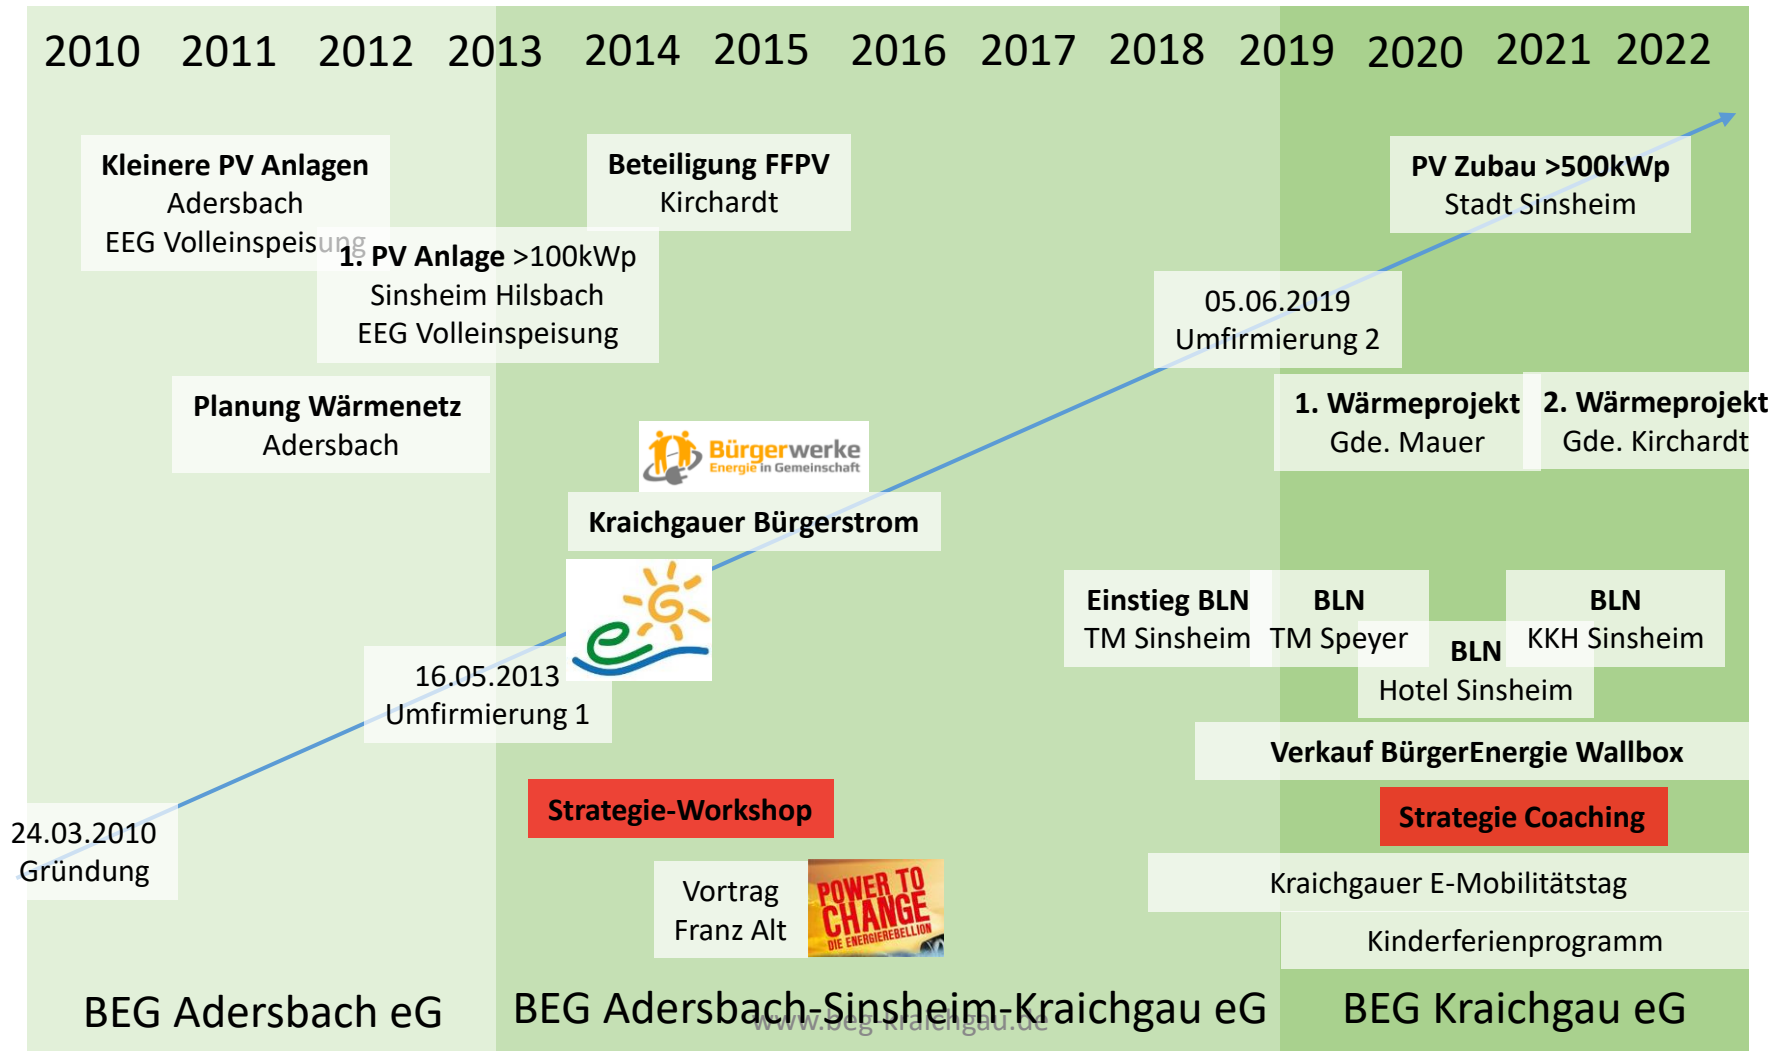 2010 2011 2012 2013 2014 2015 2016 2017 2018 2019 2020 2021 2022
Kleinere PV Anlagen
Adersbach
EEG Volleinspeisung
1. PV Anlage >100kWp
Sinsheim Hilsbach
EEG Volleinspeisung
Beteiligung FFPV
Kirchardt
PV Zubau >500kWp
Stadt Sinsheim
05.06.2019
Umfirmierung 2
Planung Wärmenetz
Adersbach
1. Wärmeprojekt
Gde. Mauer
2. Wärmeprojekt
Gde. Kirchardt
Bürgerwerke
Energie in Gemeinschaft
Kraichgauer Bürgerstrom
Einstieg BLN
TM Sinsheim
BLN
TM Speyer
BLN
Hotel Sinsheim
BLN
KKH Sinsheim
16.05.2013
Umfirmierung 1
Verkauf BürgerEnergie Wallbox
Strategie-Workshop
Strategie Coaching
24.03.2010
Gründung
Vortrag
Franz Alt
POWER TO
CHANGE
DIE ENERGIEREBELLION
Kraichgauer E-Mobilitätstag
Kinderferienprogramm
BEG Adersbach eG
BEG Adersbach-Sinsheim-Kraichgau eG
BEG Kraichgau eG
www.beg-kraichgau.de